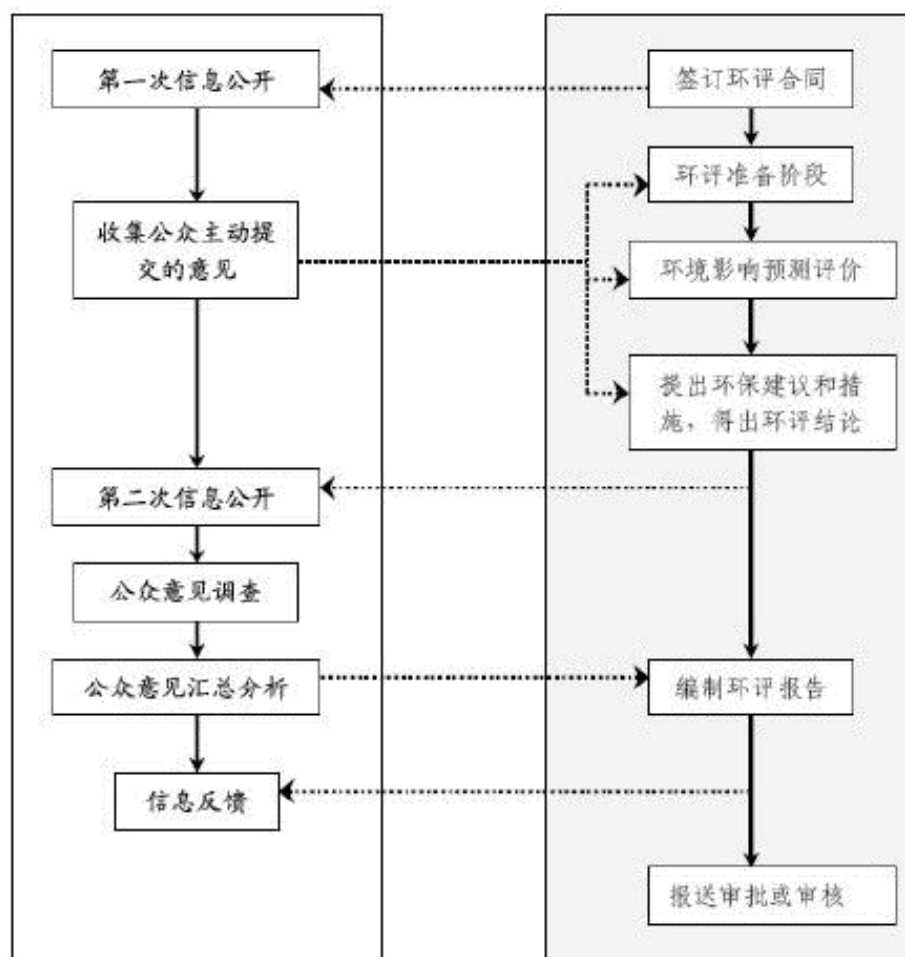 第一次信息公开
收集公众主动提
交的意见
第二次信息公开
公众意见调查
公众意见汇总分析
信息反馈
签订环评合同
环评准备阶段
环境影响预测评价
提出环保建议和措
施，得出环评结论
编制环评报告
报送审批或审核